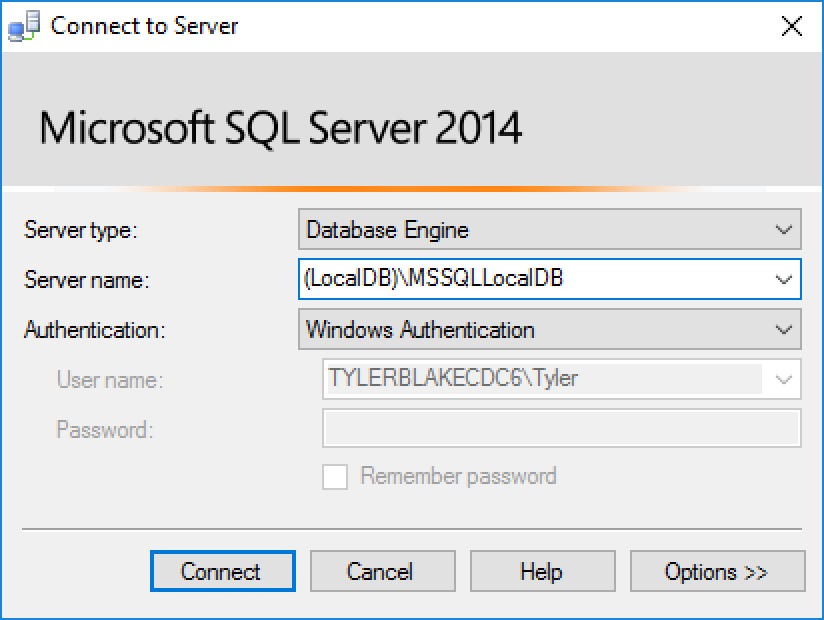 Connect to Server
Microsoft SQL Server 2014
Server type: Database Engine
Server name: (LocalDB)\MSSQLLocalDB
Authentication: Windows Authentication
User name: TYLERBLAKECDC6\Tyler
Password:
Remember password
Connect Cancel Help Options >>